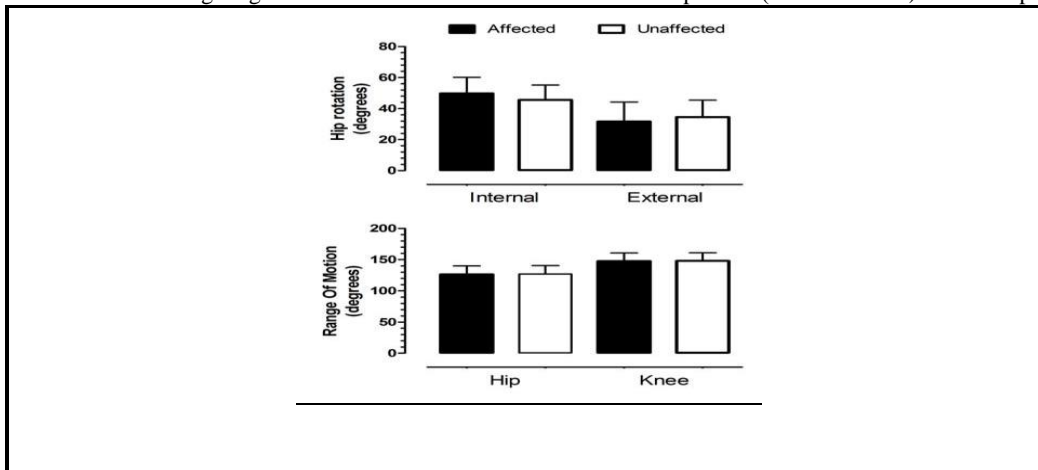 Affected Unaffected
80
60
40
20
0
Hip rotation
(degrees)
Internal External
200
150
100
50
0
Range Of Motion
(degrees)
Hip Knee